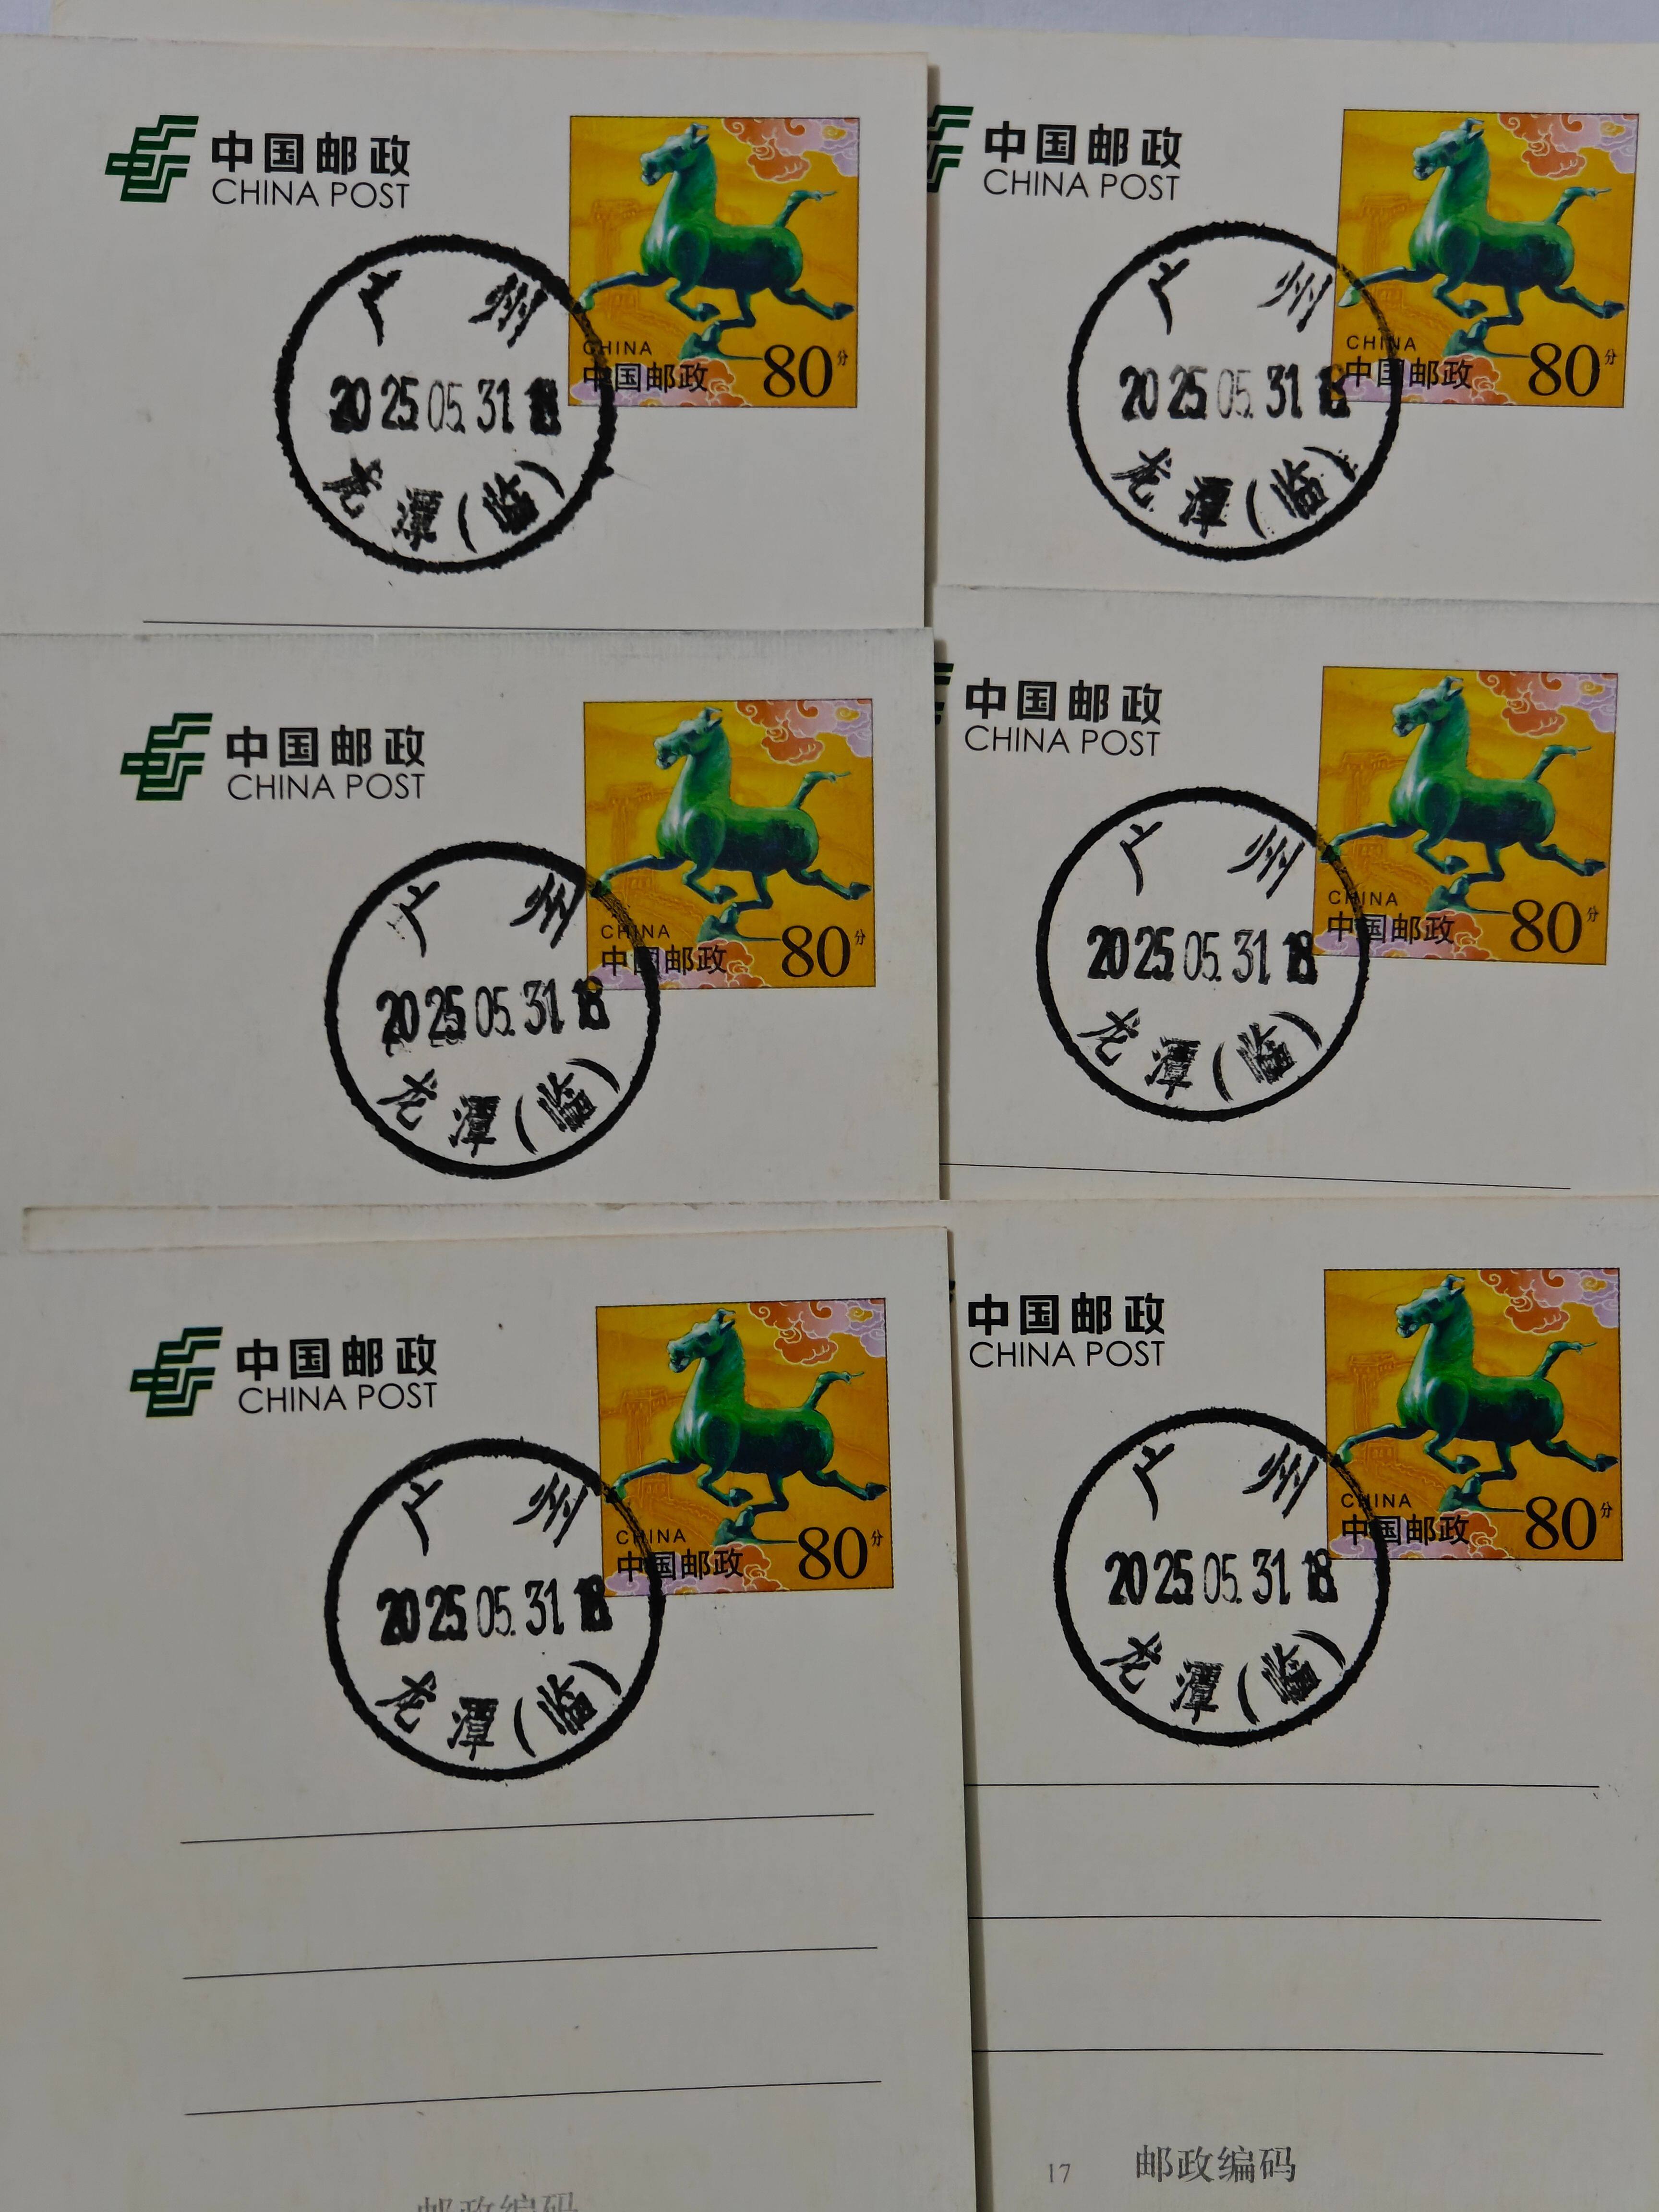 中国邮政
CHINA POST
CHINA
中国邮政
80分
广州
2025.05.31 18
龙潭(临)
中国邮政
CHINA POST
CHINA
中国邮政
80分
广州
2025.05.31 18
龙潭(临)
中国邮政
CHINA POST
CHINA
中国邮政
80分
广州
2025.05.31 18
龙潭(临)
中国邮政
CHINA POST
CHINA
中国邮政
80分
广州
2025.05.31 18
龙潭(临)
中国邮政
CHINA POST
CHINA
中国邮政
80分
广州
2025.05.31 18
龙潭(临)
中国邮政
CHINA POST
CHINA
中国邮政
80分
广州
2025.05.31 18
龙潭(临)
17 邮政编码
邮政编码